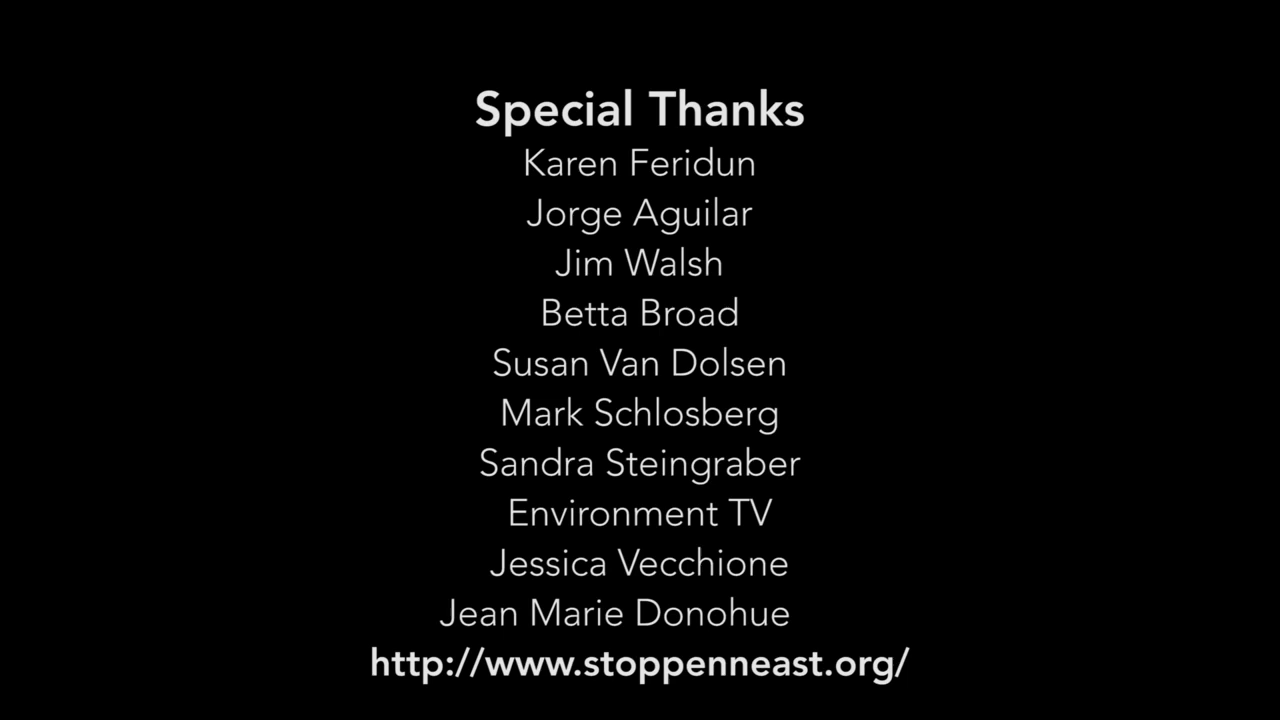 Special Thanks
Karen Feridun
Jorge Aguilar
Jim Walsh
Betta Broad
Susan Van Dolsen
Mark Schlosberg
Sandra Steingraber
Environment TV
Jessica Vecchione
Jean Marie Donohue
http://www.stoppenneast.org/